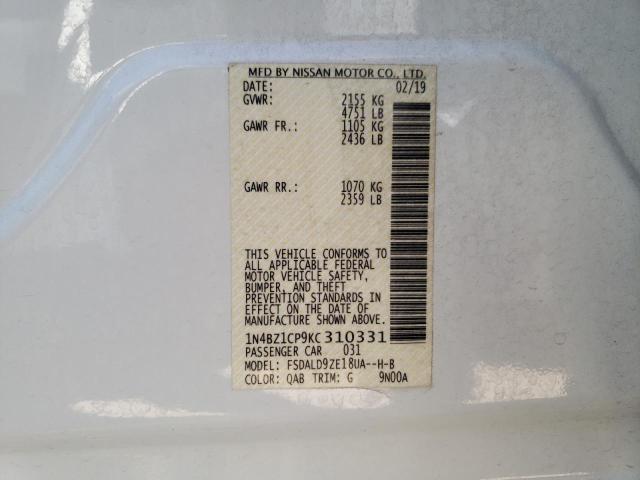 MFD BY NISSAN MOTOR CO., LTD.
DATE: 02/19
GVWR: 2155 KG
4751 LB
GAWR FR.: 1105 KG
2436 LB
GAWR RR.: 1070 KG
2359 LB
THIS VEHICLE CONFORMS TO
ALL APPLICABLE FEDERAL
MOTOR VEHICLE SAFETY,
BUMPER, AND THEFT
PREVENTION STANDARDS IN
EFFECT ON THE DATE OF
MANUFACTURE SHOWN ABOVE.
1N4BZ1CP9KC310331
PASSENGER CAR 031
MODEL: FSDALD9ZE18UA--H-B
COLOR: QAB TRIM: G 9N00A